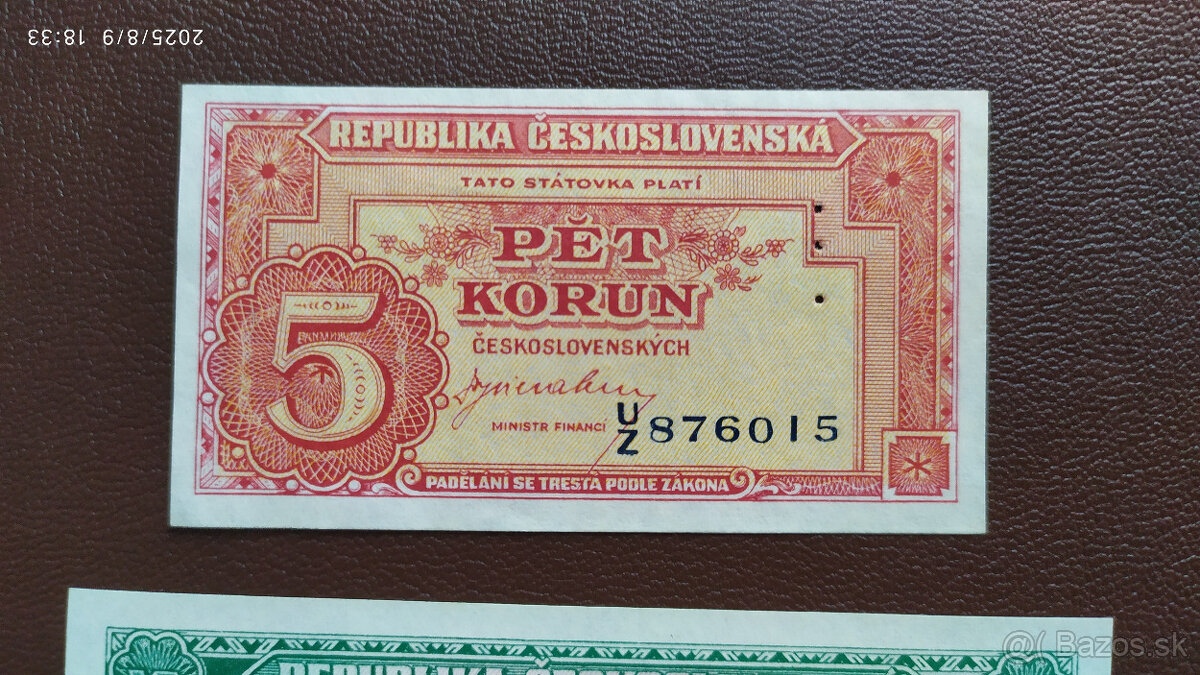 2025/8/9 18:33
REPUBLIKA ČESKOSLOVENSKÁ
TATO STÁTOVKA PLATÍ
PĚT
KORUN
ČESKOSLOVENSKÝCH
5
MINISTR FINANCÍ
U/Z 876015
PADĚLÁNÍ SE TRESTÁ PODLE ZÁKONA
REPUBLIKA
Bazos.sk